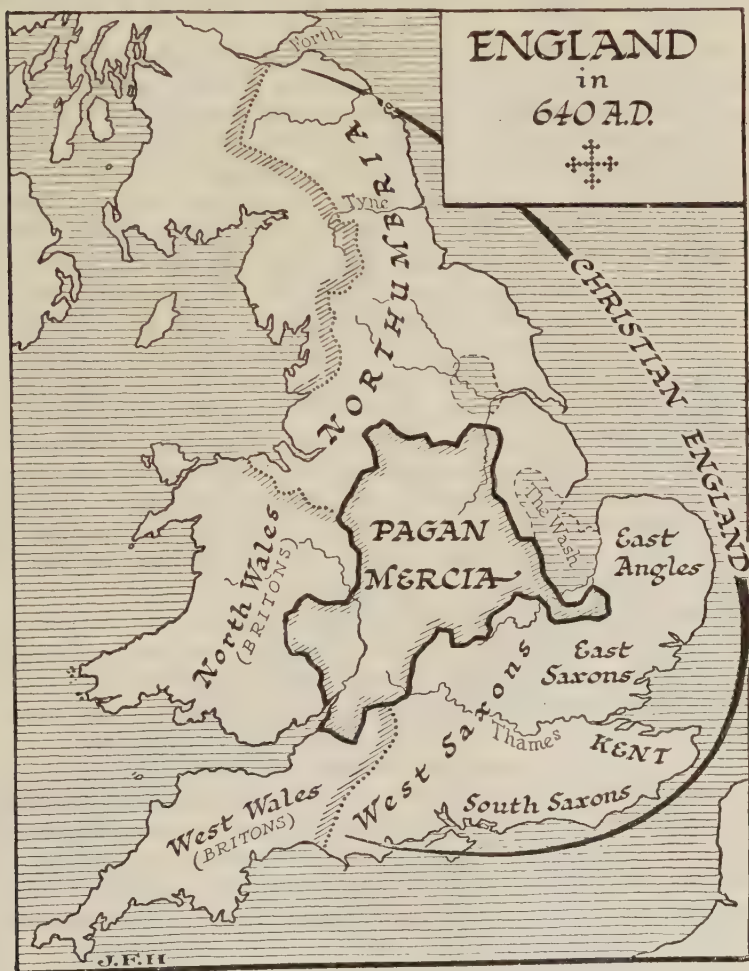 ENGLAND
in
640 A.D.
Forth
Tyne
NORTHUMBRIA
CHRISTIAN ENGLAND
The Wash
PAGAN
MERCIA
East
Angles
North Wales
(BRITONS)
East
Saxons
West Saxons
Thames
KENT
South Saxons
West Wales
(BRITONS)
J.F.H